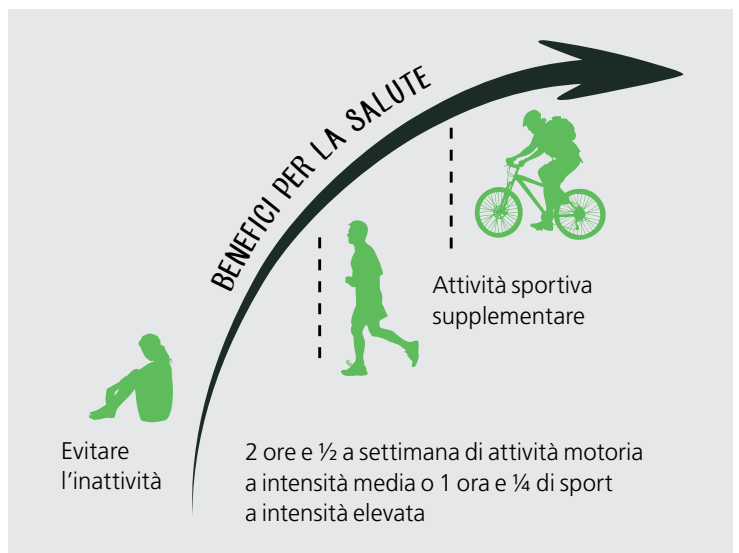 BENEFICI PER LA SALUTE
Attività sportiva
supplementare
Evitare
l’inattività
2 ore e ½ a settimana di attività motoria
a intensità media o 1 ora e ¼ di sport
a intensità elevata